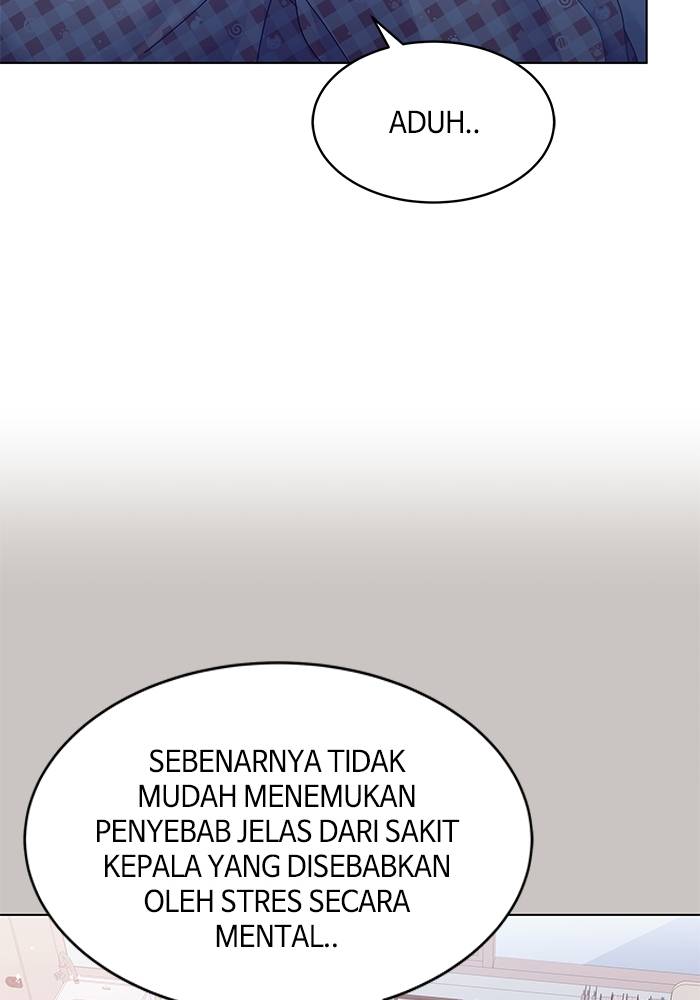 ADUH..
SEBENARNYA TIDAK
MUDAH MENEMUKAN
PENYEBAB JELAS DARI SAKIT
KEPALA YANG DISEBABKAN
OLEH STRES SECARA
MENTAL..